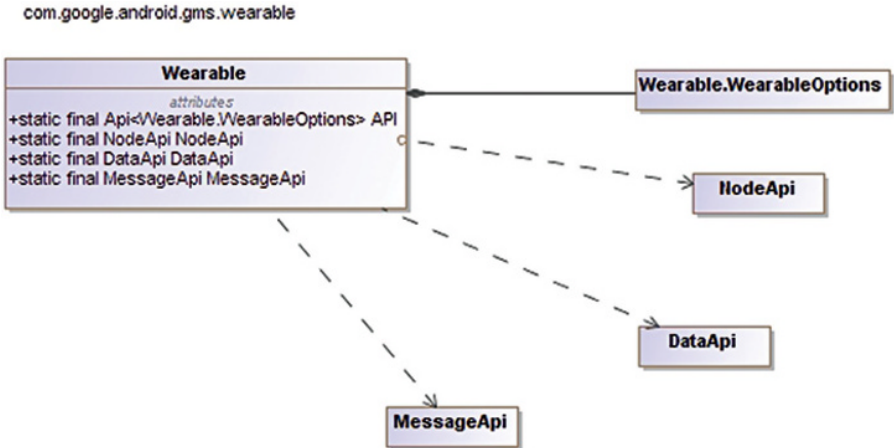 com.google.android.gms.wearable
Wearable
attributes
+static final Api<Wearable.WearableOptions> API
+static final NodeApi NodeApi
+static final DataApi DataApi
+static final MessageApi MessageApi
Wearable.WearableOptions
NodeApi
DataApi
MessageApi